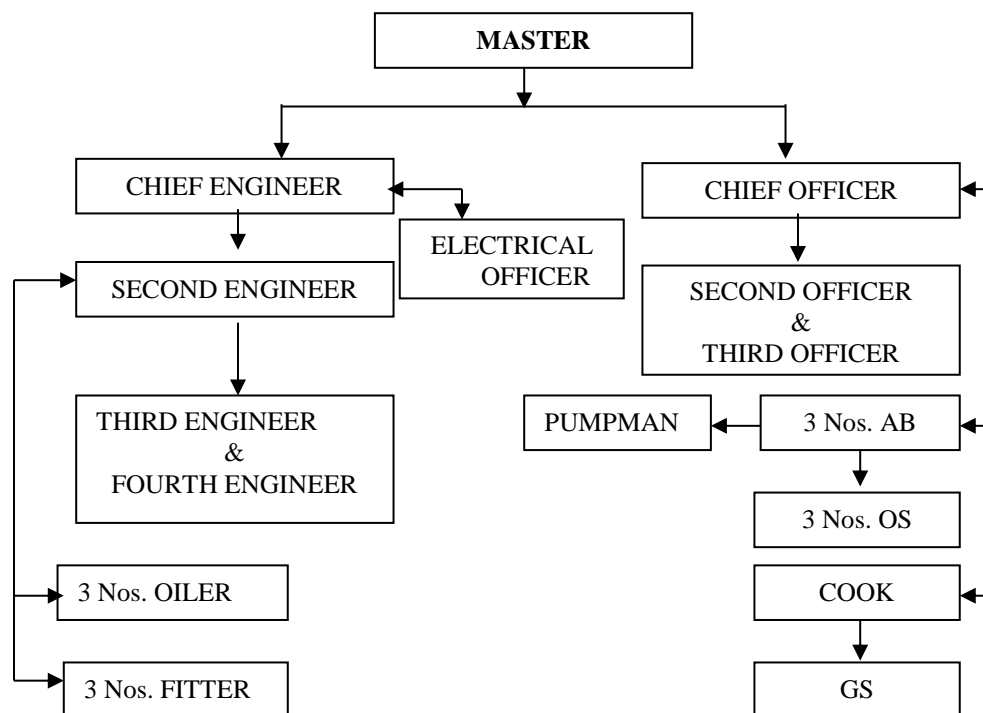 MASTER
CHIEF ENGINEER
CHIEF OFFICER
ELECTRICAL
OFFICER
SECOND ENGINEER
SECOND OFFICER
&
THIRD OFFICER
THIRD ENGINEER
&
FOURTH ENGINEER
PUMPMAN
3 Nos. AB
3 Nos. OS
3 Nos. OILER
COOK
3 Nos. FITTER
GS